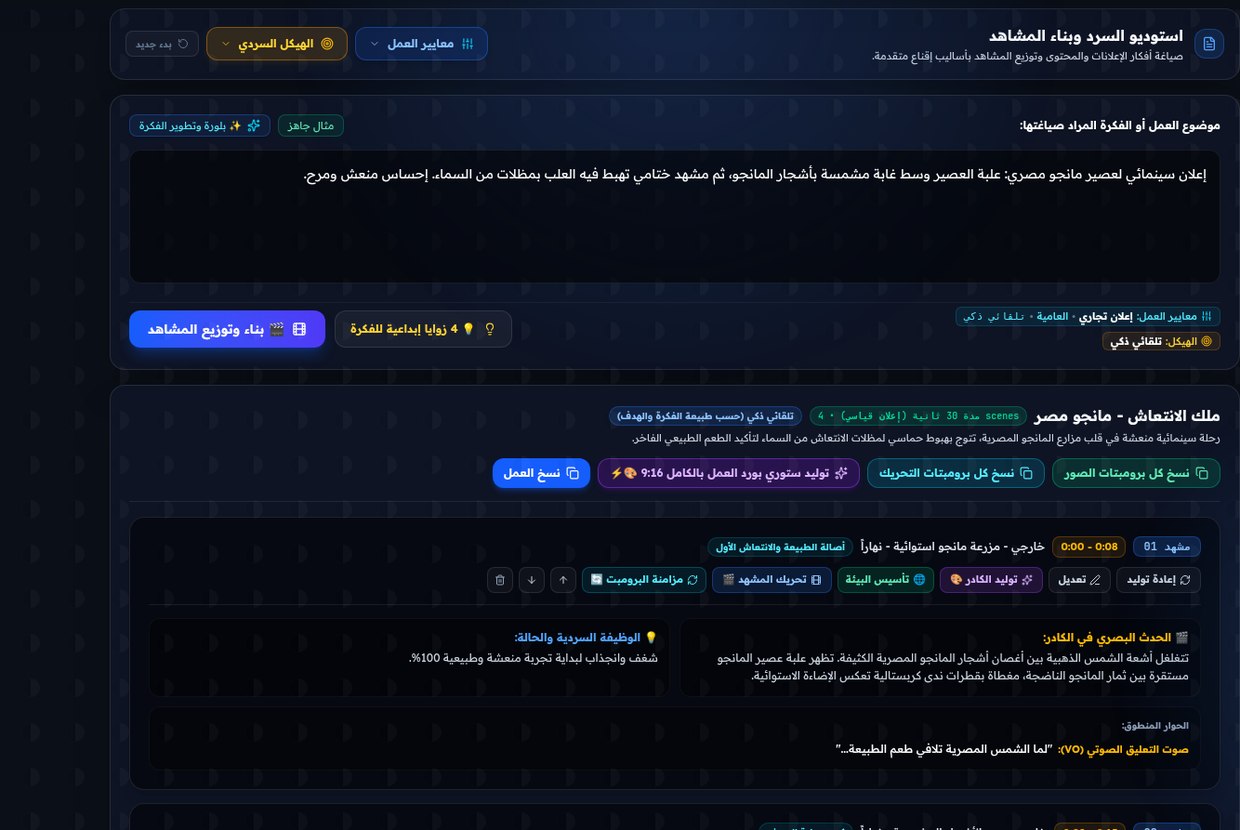 استوديو السرد وبناء المشاهد
صياغة أفكار الإعلانات والمحتوى وتوزيع المشاهد بأساليب إقناع متقدمة.
معايير العمل
الهيكل السردي
بدء جديد
موضوع العمل أو الفكرة المراد صياغتها:
مثال جاهز
✨ بلورة وتطوير الفكرة
إعلان سينمائي لعصير مانجو مصري: علبة العصير وسط غابة مشمسة بأشجار المانجو، ثم مشهد ختامي تهبط فيه العلب بمظلات من السماء. إحساس منعش ومرح.
معايير العمل: إعلان تجاري • العامية • تلقائي ذكي
الهيكل: تلقائي ذكي
💡 4 زوايا إبداعية للفكرة
🎬 بناء وتوزيع المشاهد
ملك الانتعاش - مانجو مصر
scenes مدة 30 ثانية (إعلان قياسي) • 4
تلقائي ذكي (حسب طبيعة الفكرة والهدف)
رحلة سينمائية منعشة في قلب مزارع المانجو المصرية، تتوج بهبوط حماسي لمظلات الانتعاش من السماء لتأكيد الطعم الطبيعي الفاخر.
نسخ كل برومبتات الصور
نسخ كل برومبتات التحريك
توليد ستوري بورد العمل بالكامل 9:16 🎨⚡
نسخ العمل
مشهد 01
0:00 - 0:08
خارجي - مزرعة مانجو استوائية - نهاراً
أصالة الطبيعة والانتعاش الأول
إعادة توليد
تعديل
توليد الكادر 🎨
🌐 تأسيس البيئة
تحريك المشهد 🎬
مزامنة البرومبت 🔄
🎬 الحدث البصري في الكادر:
تتغلغل أشعة الشمس الذهبية بين أغصان أشجار المانجو المصرية الكثيفة. تظهر علبة عصير المانجو
مستقرة بين ثمار المانجو الناضجة، مغطاة بقطرات ندى كريستالية تعكس الإضاءة الاستوائية.
💡 الوظيفة السردية والحالة:
شغف وانجذاب لبداية تجربة منعشة وطبيعية 100%.
الحوار المنطوق:
صوت التعليق الصوتي (VO): "لما الشمس المصرية تلافي طعم الطبيعة..."